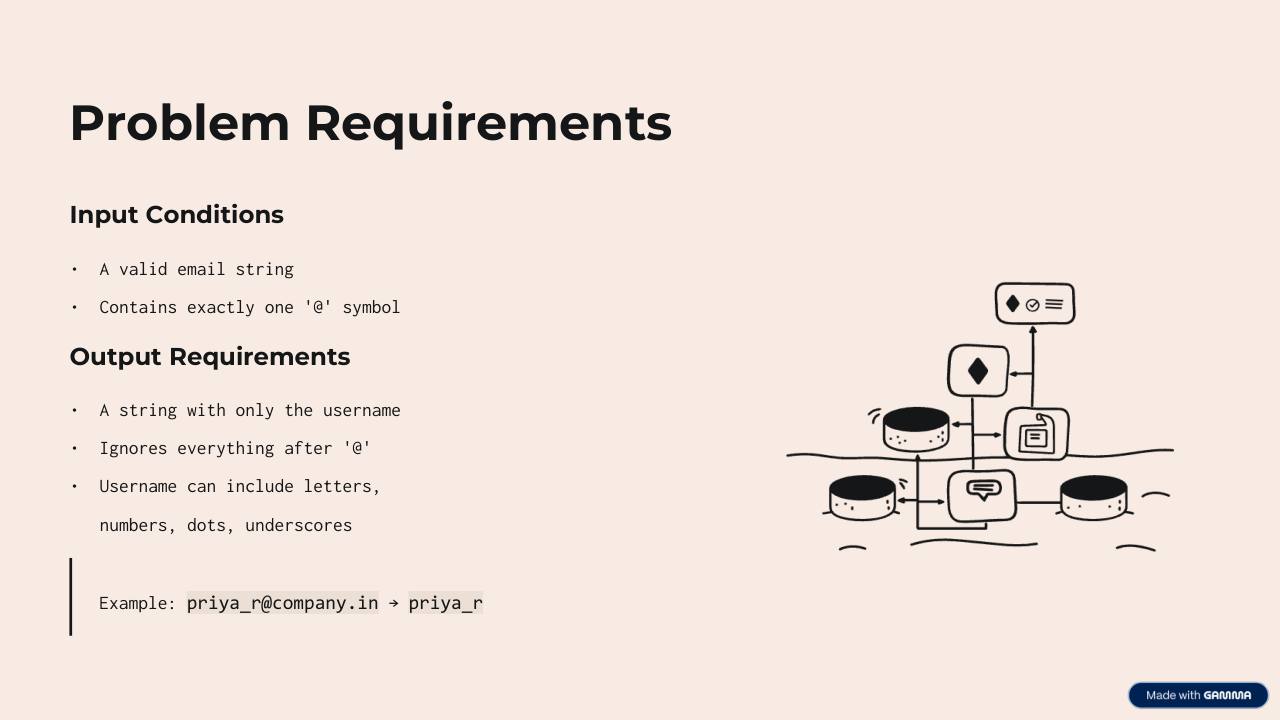 Problem Requirements
Input Conditions
• A valid email string
• Contains exactly one '@' symbol
Output Requirements
• A string with only the username
• Ignores everything after '@'
• Username can include letters,
numbers, dots, underscores
Example: priya_r@company.in → priya_r
Made with GAMMA